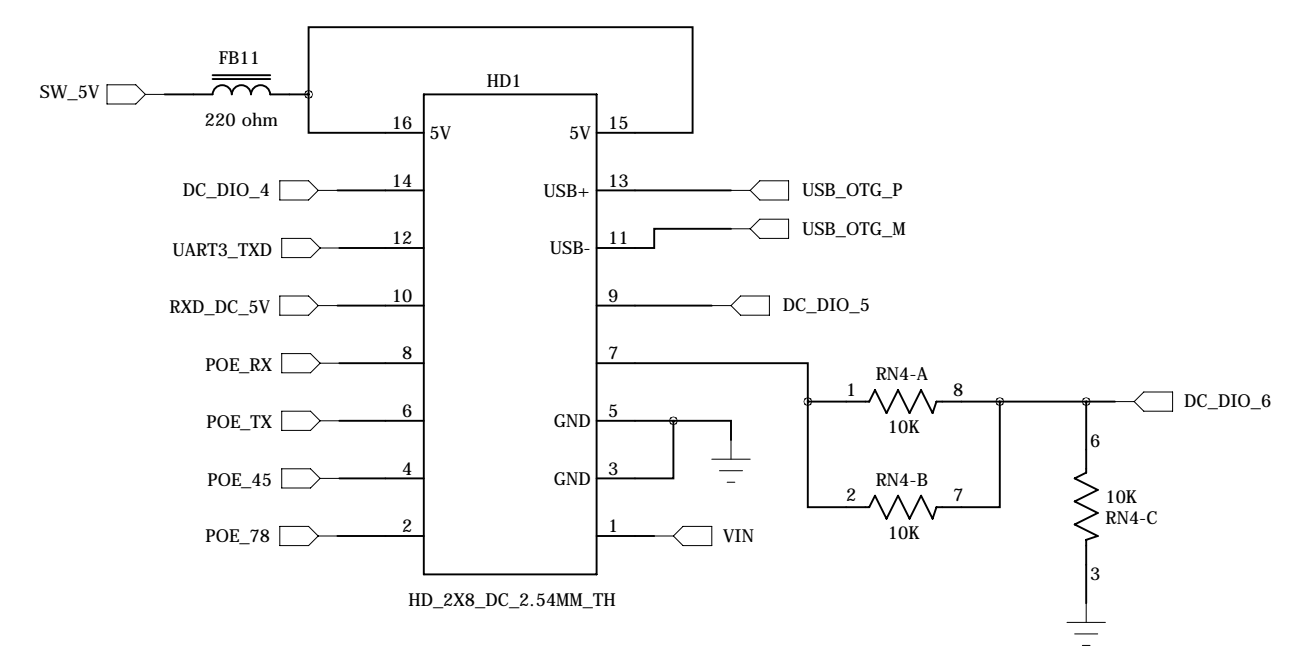 FB11
SW_5V
220 ohm
HD1
16
5V
5V
15
DC_DIO_4
14
USB+
13
USB_OTG_P
UART3_TXD
12
USB-
11
USB_OTG_M
RXD_DC_5V
10
9
DC_DIO_5
POE_RX
8
7
POE_TX
6
GND
5
POE_45
4
GND
3
POE_78
2
1
VIN
HD_2X8_DC_2.54MM_TH
RN4-A
1
8
10K
DC_DIO_6
RN4-B
2
7
10K
6
10K
RN4-C
3